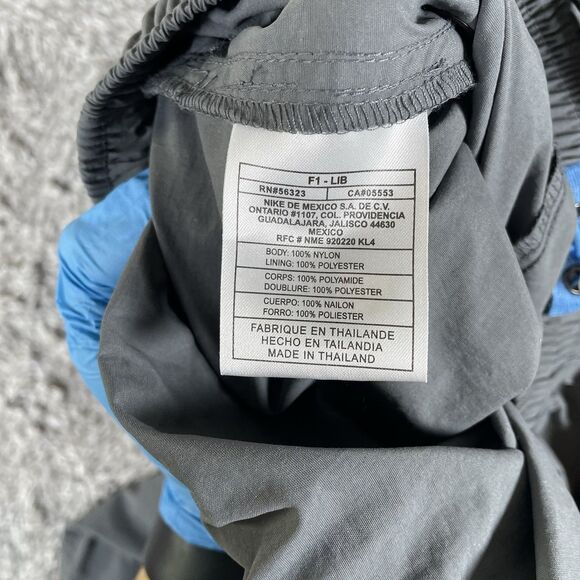 F1 - LIB
RN#56323 CA#05553
NIKE DE MEXICO S.A. DE C.V.
ONTARIO #1107, COL. PROVIDENCIA
GUADALAJARA, JALISCO 44630
MEXICO
RFC # NME 920220 KL4
BODY: 100% NYLON
LINING: 100% POLYESTER
CORPS: 100% POLYAMIDE
DOUBLURE: 100% POLYESTER
CUERPO: 100% NAILON
FORRO: 100% POLIESTER
FABRIQUE EN THAILANDE
HECHO EN TAILANDIA
MADE IN THAILAND